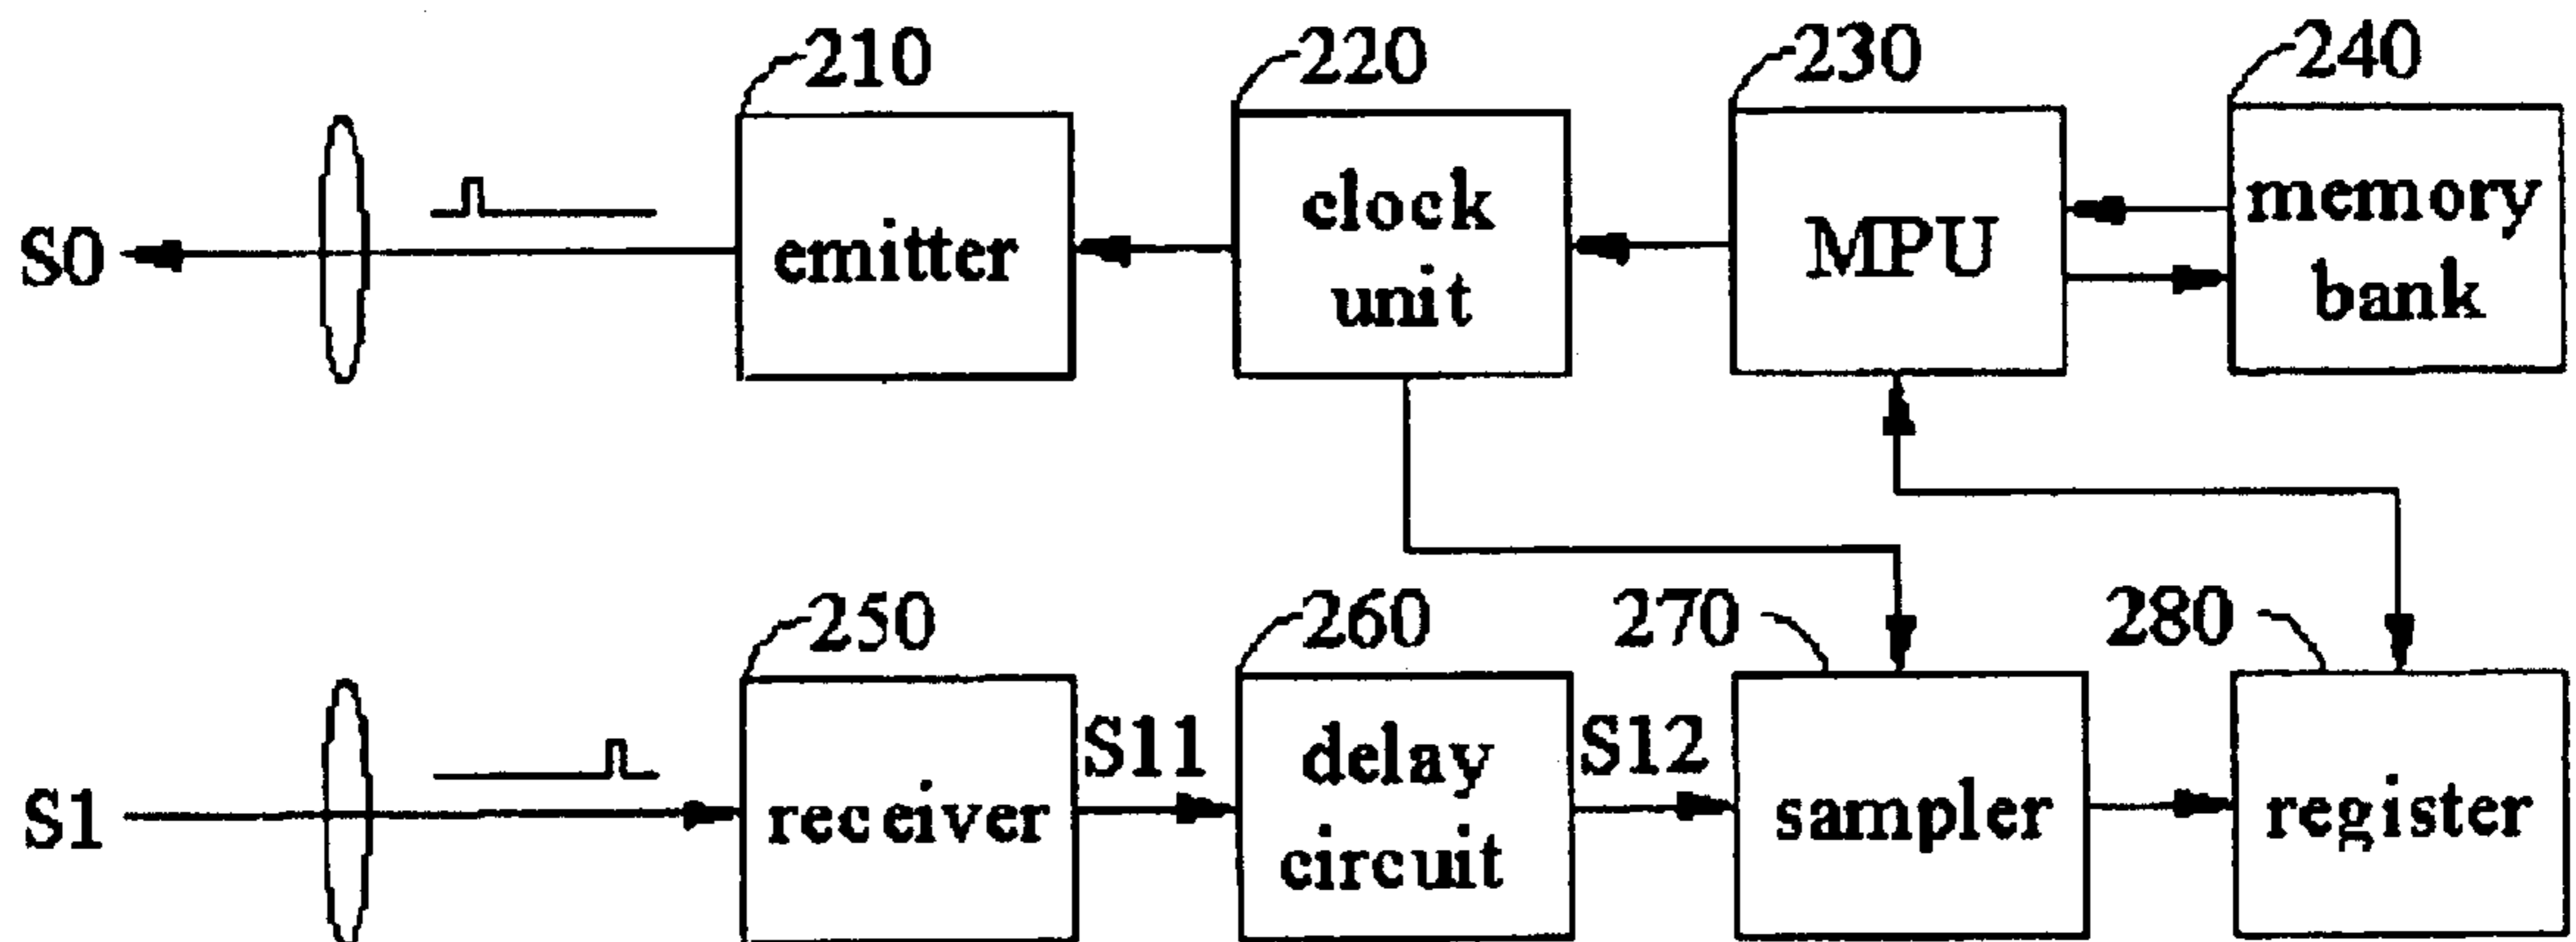 210
220
230
240
S0
emitter
clock
unit
MPU
memory
bank
250
260
270
280
S1
receiver
S11
delay
circuit
S12
sampler
register